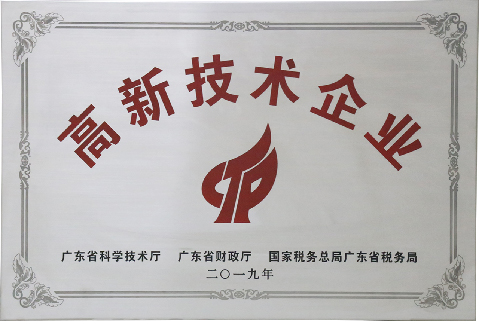 高新技术企业
广东省科学技术厅 广东省财政厅 国家税务总局广东省税务局
二〇一九年